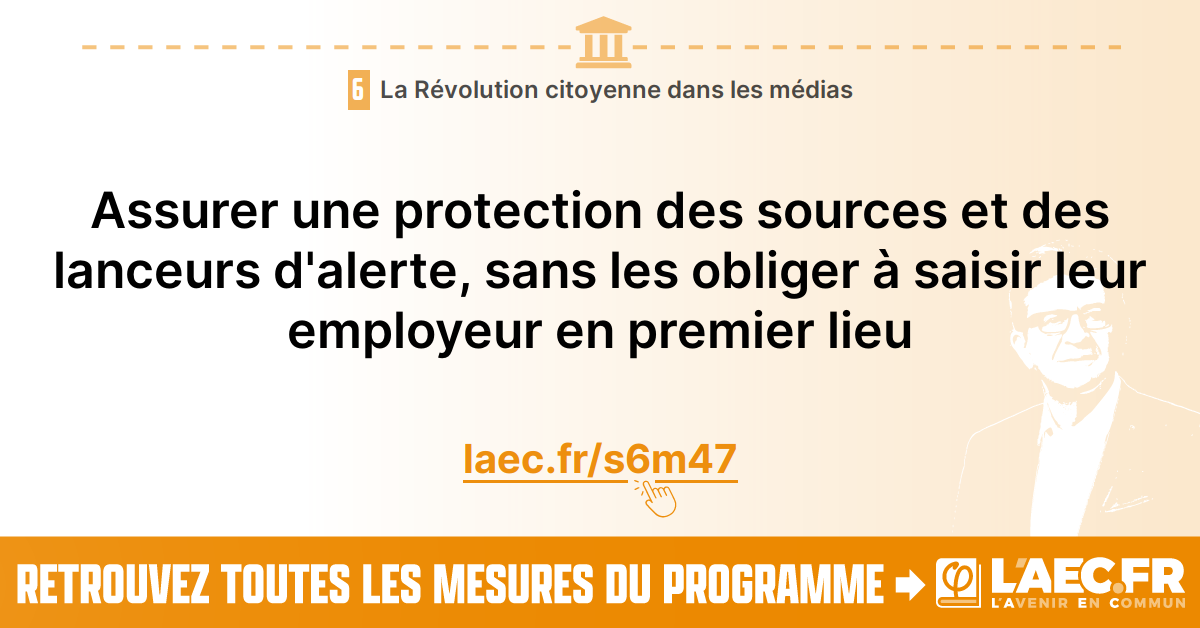 6 La Révolution citoyenne dans les médias
Assurer une protection des sources et des
lanceurs d'alerte, sans les obliger à saisir leur
employeur en premier lieu
laec.fr/s6m47
RETROUVEZ TOUTES LES MESURES DU PROGRAMME
φ L'AEC.FR
L'AVENIR EN COMMUN